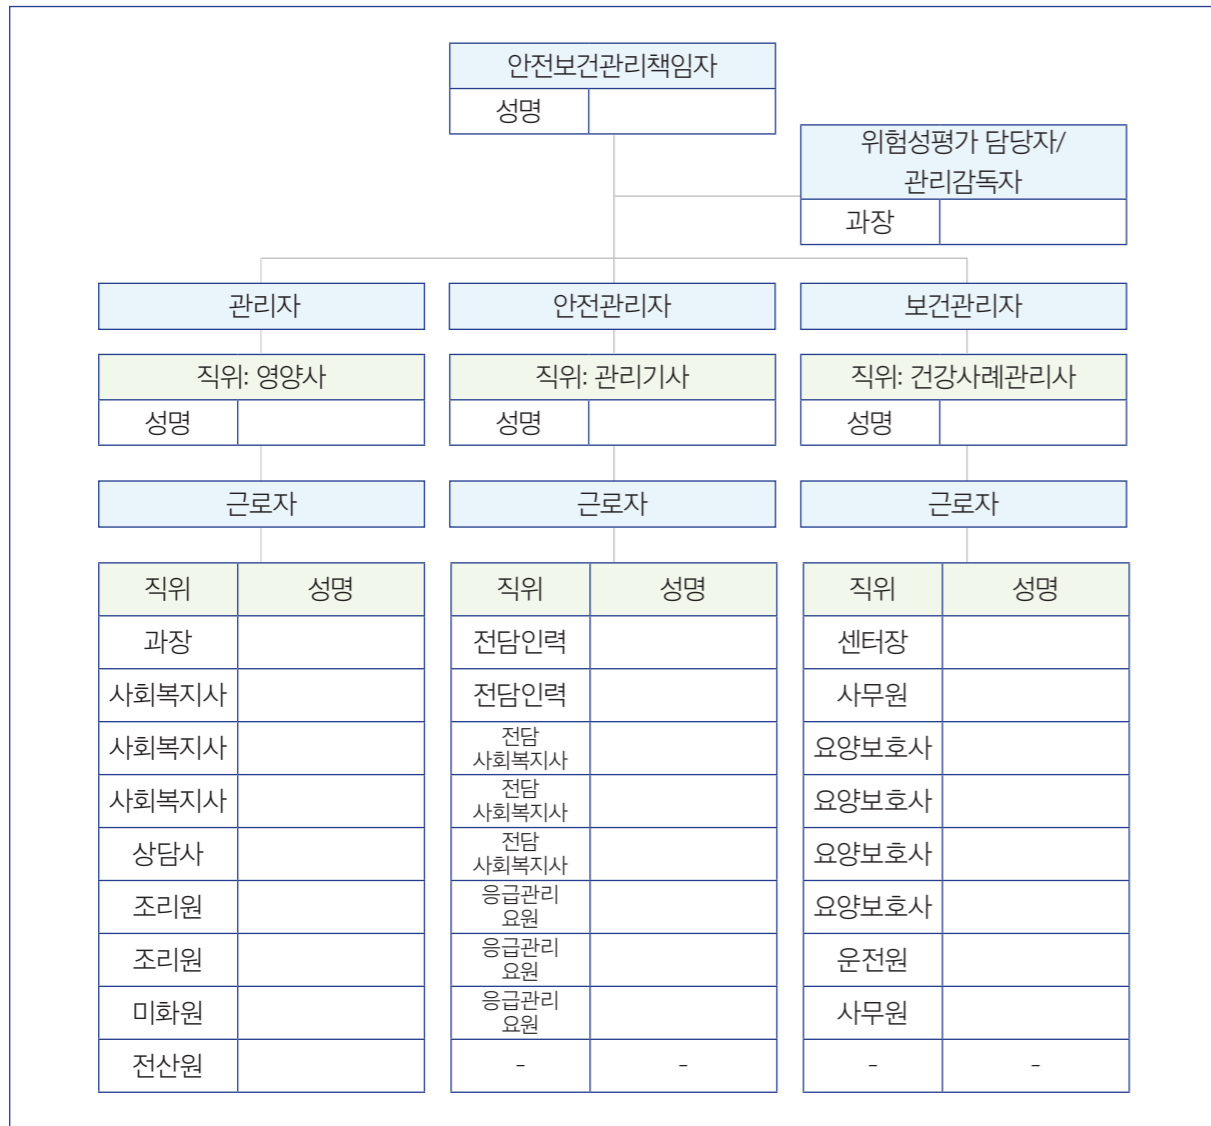 안전보건관리책임자
성명
위험성평가 담당자/
관리감독자
과장
관리자 안전관리자 보건관리자
직위: 영양사 직위: 관리기사 직위: 건강사례관리사
성명 성명 성명
근로자 근로자 근로자
직위 성명 직위 성명 직위 성명
과장 전담인력 센터장
사회복지사 전담인력 사무원
사회복지사 전담
사회복지사 요양보호사
사회복지사 전담
사회복지사 요양보호사
상담사 전담
사회복지사 요양보호사
조리원 응급관리
요원 요양보호사
조리원 응급관리
요원 운전원
미화원 응급관리
요원 사무원
전산원 - - - -